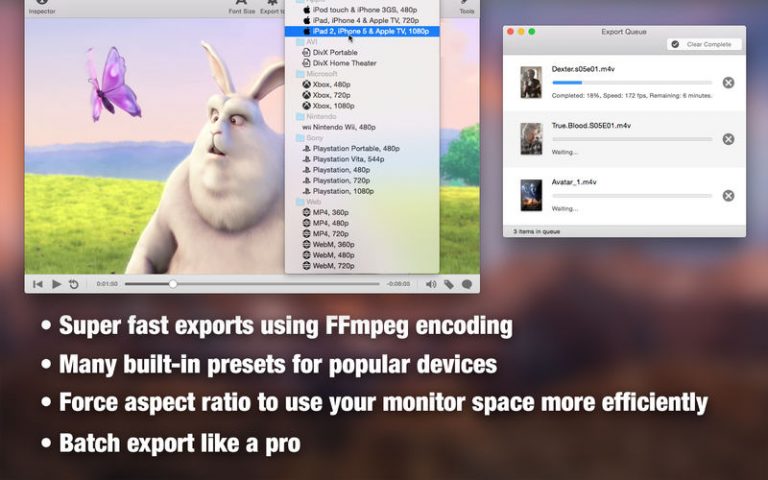 Inspector
Font Size
Export to
Tools
Apple
iPod touch & iPhone 3GS, 480p
iPad, iPhone 4 & Apple TV, 720p
iPad 2, iPhone 5 & Apple TV, 1080p
AVI
DivX Portable
DivX Home Theater
Microsoft
Xbox, 480p
Xbox, 720p
Xbox, 1080p
Nintendo
Wii Nintendo Wii, 480p
Sony
Playstation Portable, 480p
Playstation Vita, 544p
Playstation, 480p
Playstation, 720p
Playstation, 1080p
Web
MP4, 360p
MP4, 480p
MP4, 720p
WebM, 360p
WebM, 480p
WebM, 720p
0:01:50
-0:08:05
Export Queue
Clear Complete
Dexter.s05e01.m4v
Completed: 18%, Speed: 172 fps, Remaining: 6 minutes.
True.Blood.S05E01.m4v
Waiting...
Avatar_1.m4v
Waiting...
3 items in queue
• Super fast exports using FFmpeg encoding
• Many built-in presets for popular devices
• Force aspect ratio to use your monitor space more efficiently
• Batch export like a pro